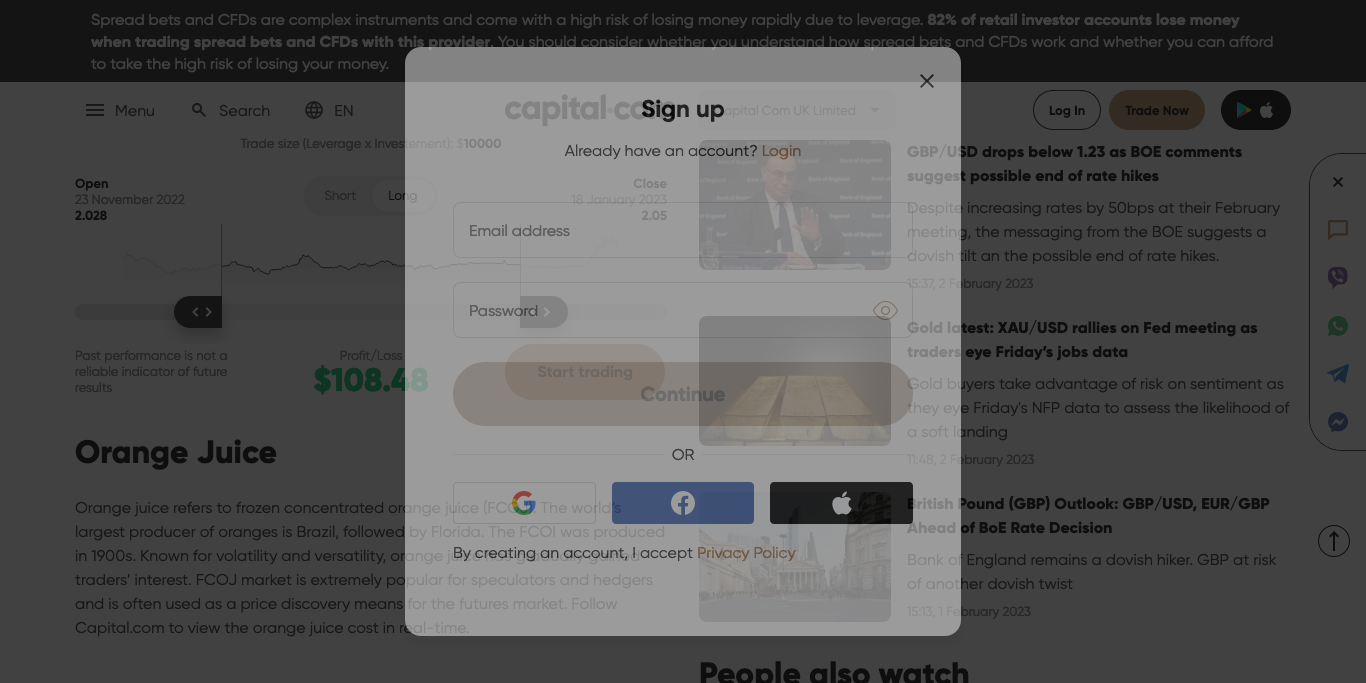 Spread bets and CFDs are complex instruments and come with a high risk of losing money rapidly due to leverage. 82% of retail investor accounts lose money
when trading spread bets and CFDs with this provider. You should consider whether you understand how spread bets and CFDs work and whether you can afford
to take the high risk of losing your money.
Menu
Search
EN
capital.com
Capital Com UK Limited
Log In
Trade Now
Trade size (Leverage x Investement): $10000
Open
23 November 2022
2.028
Short
Long
Close
18 January 2023
2.05
Past performance is not a
reliable indicator of future
results
Profit/Loss
$108.48
Start trading
Orange Juice
Orange juice refers to frozen concentrated orange juice (FCOJ). The world's
largest producer of oranges is Brazil, followed by Florida. The FCOI was produced
in 1900s. Known for volatility and versatility, orange juice has gradually gained
traders' interest. FCOJ market is extremely popular for speculators and hedgers
and is often used as a price discovery means for the futures market. Follow
Capital.com to view the orange juice cost in real-time.
Sign up
Already have an account? Login
Email address
Password
Continue
OR
By creating an account, I accept Privacy Policy
GBP/USD drops below 1.23 as BOE comments
suggest possible end of rate hikes
Despite increasing rates by 50bps at their February
meeting, the messaging from the BOE suggests a
dovish tilt an the possible end of rate hikes.
15:37, 2 February 2023
Gold latest: XAU/USD rallies on Fed meeting as
traders eye Friday's jobs data
Gold buyers take advantage of risk on sentiment as
they eye Friday's NFP data to assess the likelihood of
a soft landing
11:48, 2 February 2023
British Pound (GBP) Outlook: GBP/USD, EUR/GBP
Ahead of BoE Rate Decision
Bank of England remains a dovish hiker. GBP at risk
of another dovish twist
15:13, 1 February 2023
People also watch